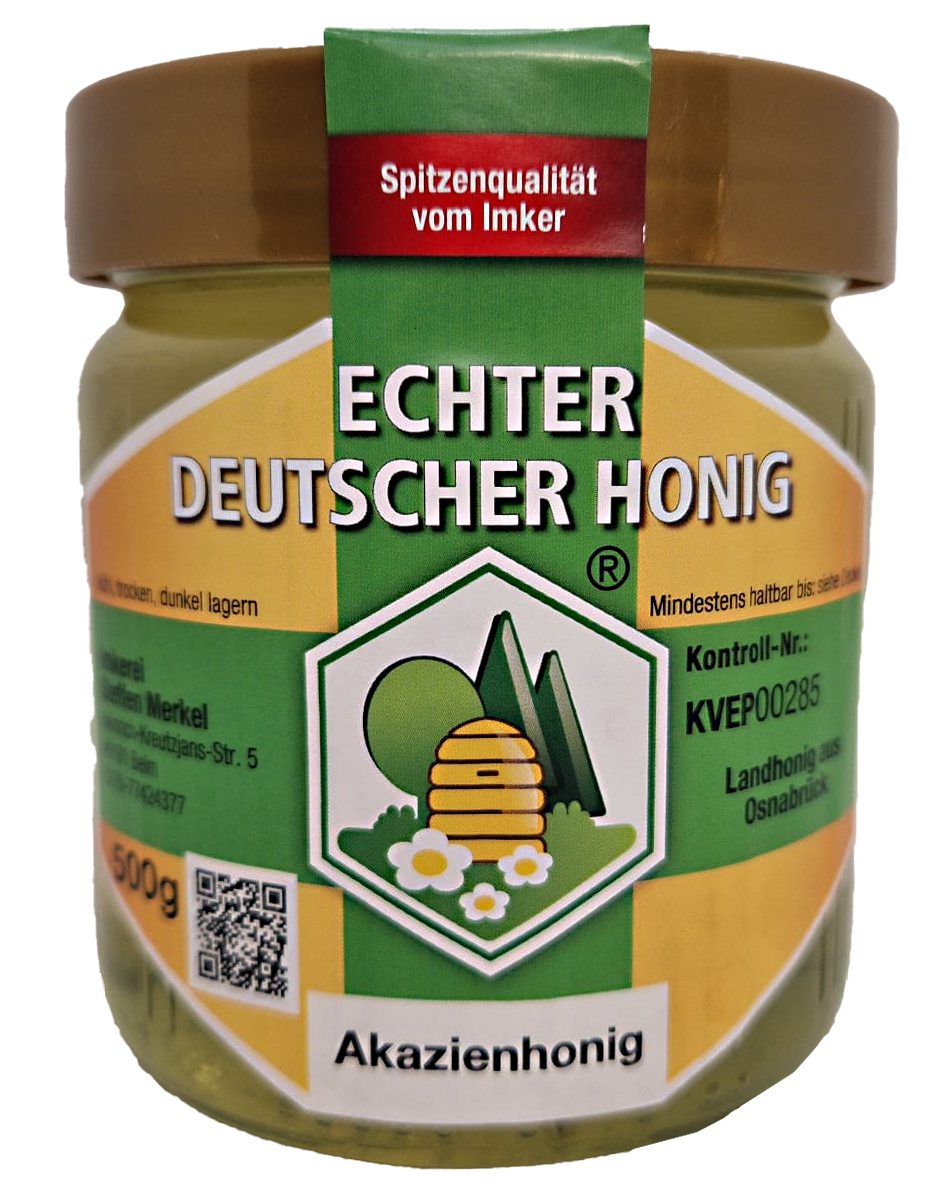 Spitzenqualität
vom Imker
ECHTER
DEUTSCHER HONIG
®
trocken, dunkel lagern
Mindestens haltbar bis: siehe
Merkel
Str. 5
77424377
Kontroll-Nr.:
KVEP00285
Landhonig aus
Osnabrück
500g
Akazienhonig